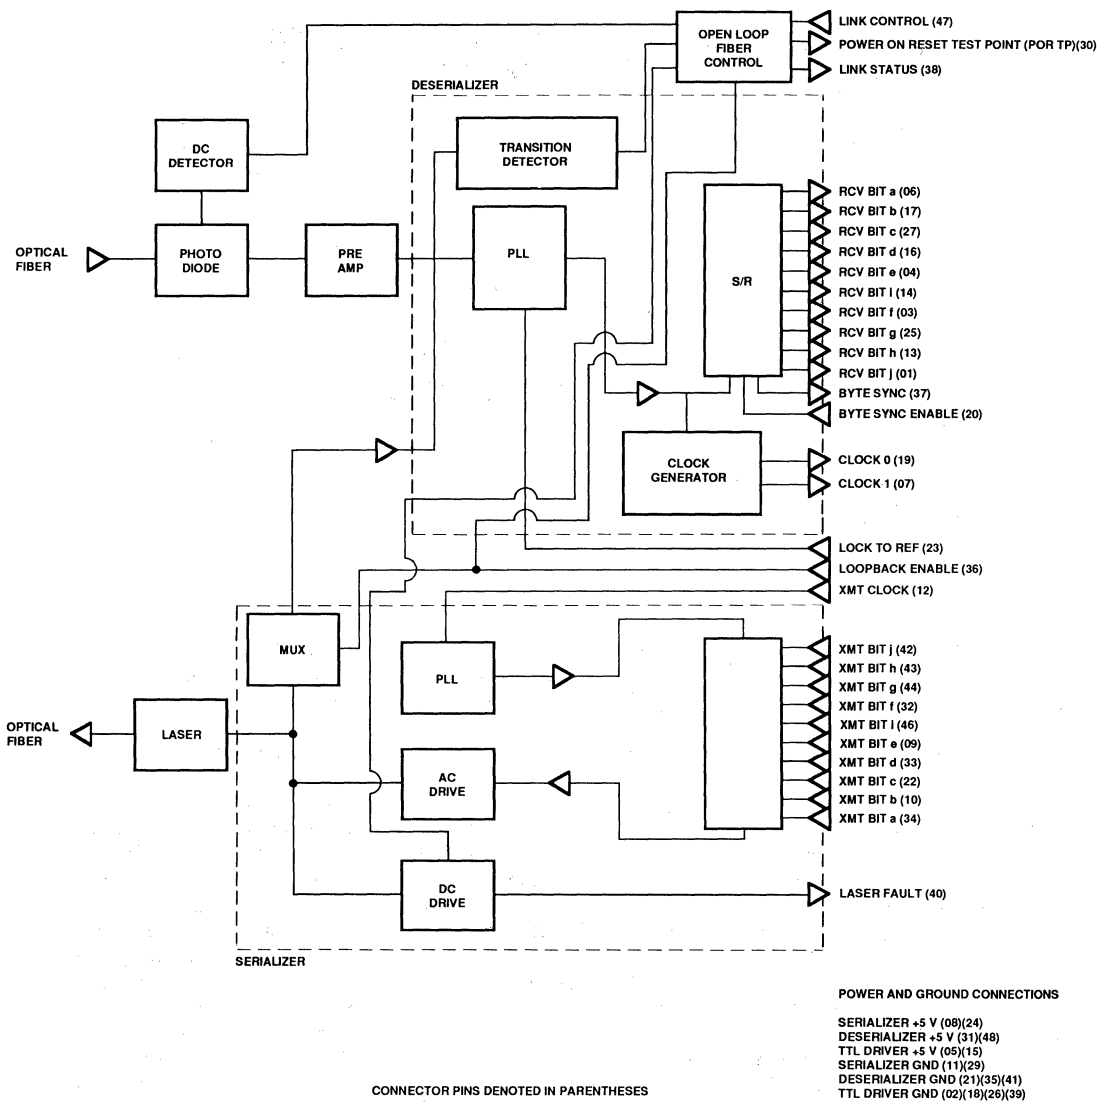 OPEN LOOP
FIBER
CONTROL
LINK CONTROL (47)
POWER ON RESET TEST POINT (POR TP)(30)
LINK STATUS (38)
DESERIALIZER
DC
DETECTOR
TRANSITION
DETECTOR
OPTICAL
FIBER
PHOTO
DIODE
PRE
AMP
PLL
S/R
RCV BIT a (06)
RCV BIT b (17)
RCV BIT c (27)
RCV BIT d (16)
RCV BIT e (04)
RCV BIT i (14)
RCV BIT f (03)
RCV BIT g (25)
RCV BIT h (13)
RCV BIT j (01)
BYTE SYNC (37)
BYTE SYNC ENABLE (20)
CLOCK
GENERATOR
CLOCK 0 (19)
CLOCK 1 (07)
LOCK TO REF (23)
LOOPBACK ENABLE (36)
XMT CLOCK (12)
MUX
PLL
XMT BIT j (42)
XMT BIT h (43)
XMT BIT g (44)
XMT BIT f (32)
XMT BIT i (46)
XMT BIT e (09)
XMT BIT d (33)
XMT BIT c (22)
XMT BIT b (10)
XMT BIT a (34)
OPTICAL
FIBER
LASER
AC
DRIVE
DC
DRIVE
LASER FAULT (40)
SERIALIZER
POWER AND GROUND CONNECTIONS
SERIALIZER +5 V (08)(24)
DESERIALIZER +5 V (31)(48)
TTL DRIVER +5 V (05)(15)
SERIALIZER GND (11)(29)
DESERIALIZER GND (21)(35)(41)
TTL DRIVER GND (02)(18)(26)(39)
CONNECTOR PINS DENOTED IN PARENTHESES